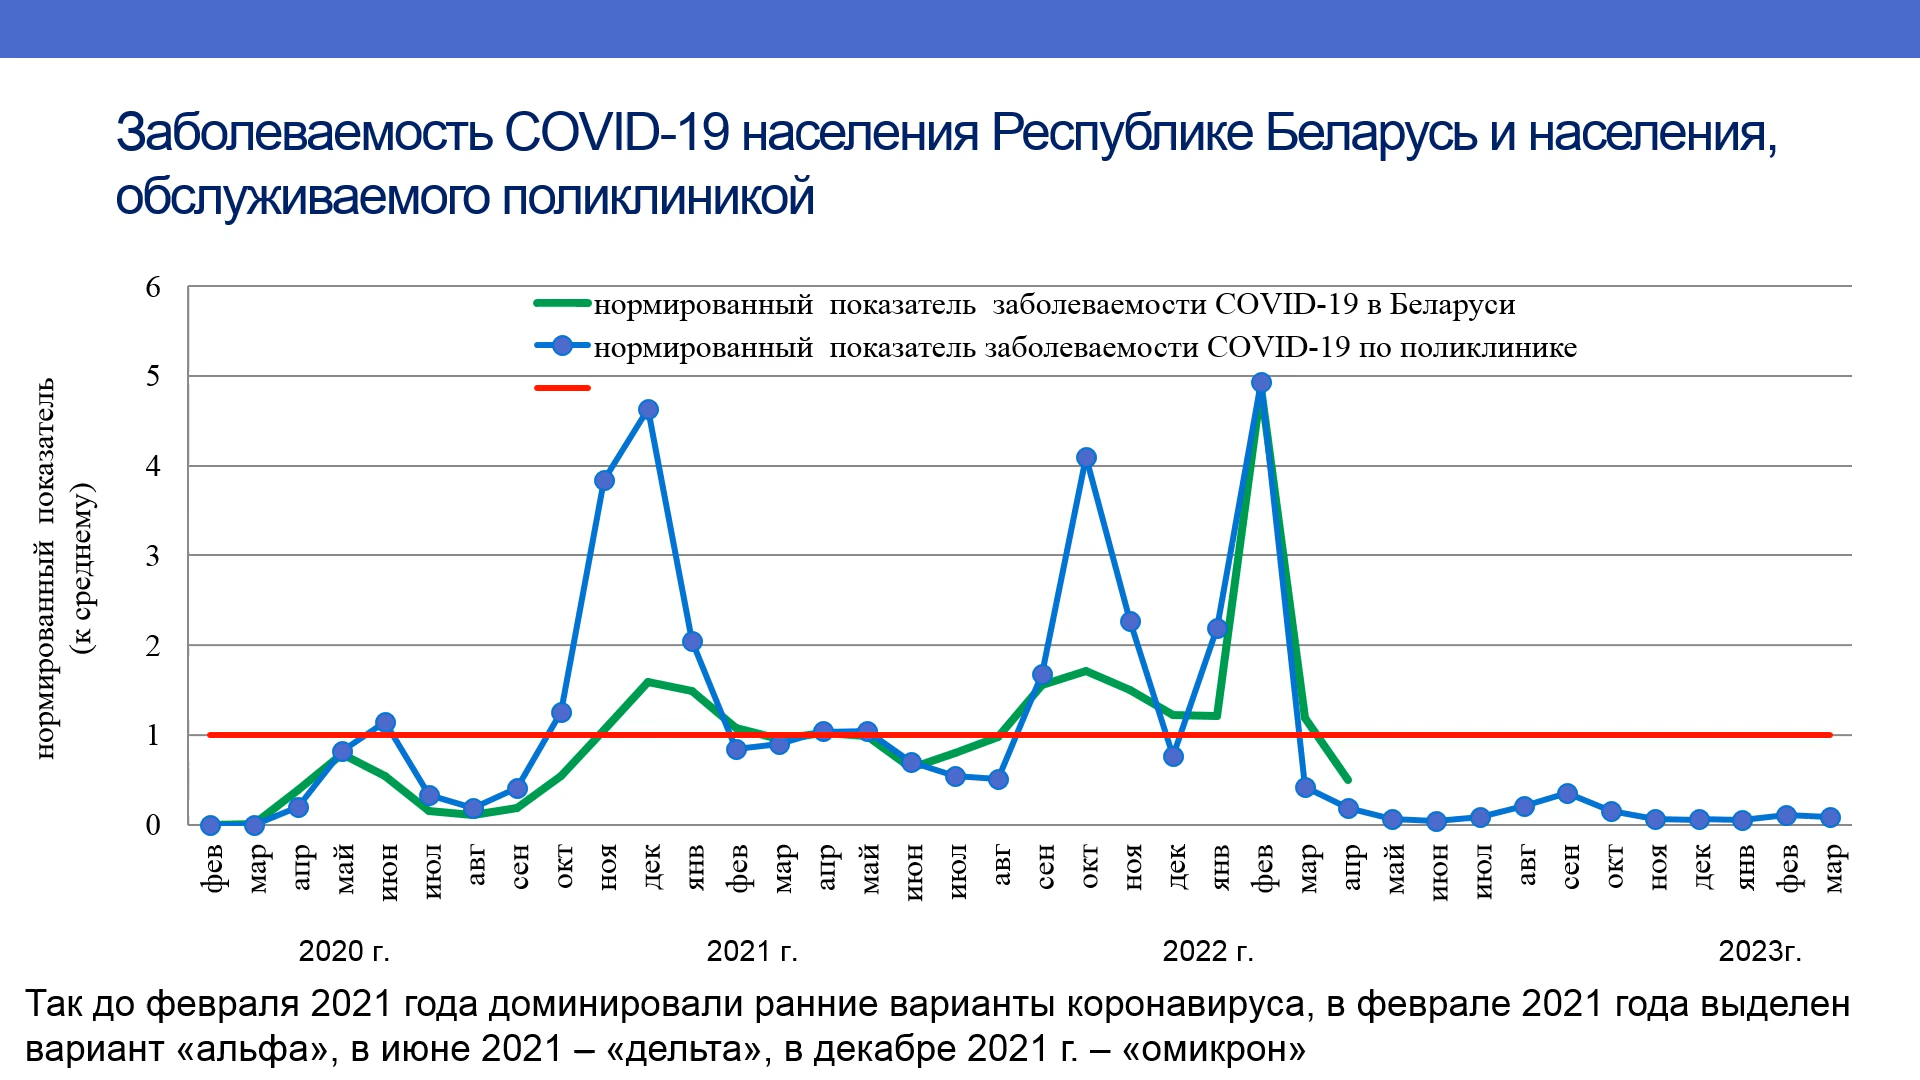 Заболеваемость COVID-19 населения Республике Беларусь и населения,
обслуживаемого поликлиникой
нормированный показатель
(к среднему)
6
5
4
3
2
1
0
нормированный показатель заболеваемости COVID-19 в Беларуси
нормированный показатель заболеваемости COVID-19 по поликлинике
фев мар апр май июн июл авг сен окт ноя дек янв фев мар апр май июн июл авг сен окт ноя дек янв фев мар апр май июн июл авг сен окт ноя дек янв фев мар
2020 г. 2021 г. 2022 г. 2023г.
Так до февраля 2021 года доминировали ранние варианты коронавируса, в феврале 2021 года выделен
вариант «альфа», в июне 2021 – «дельта», в декабре 2021 г. – «омикрон»